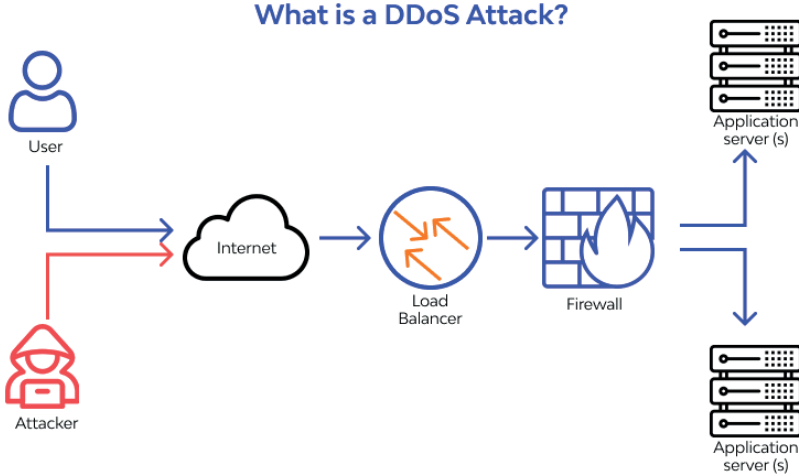 What is a DDoS Attack?
User
Application
server (s)
Internet
Load
Balancer
Firewall
Attacker
Application
server (s)